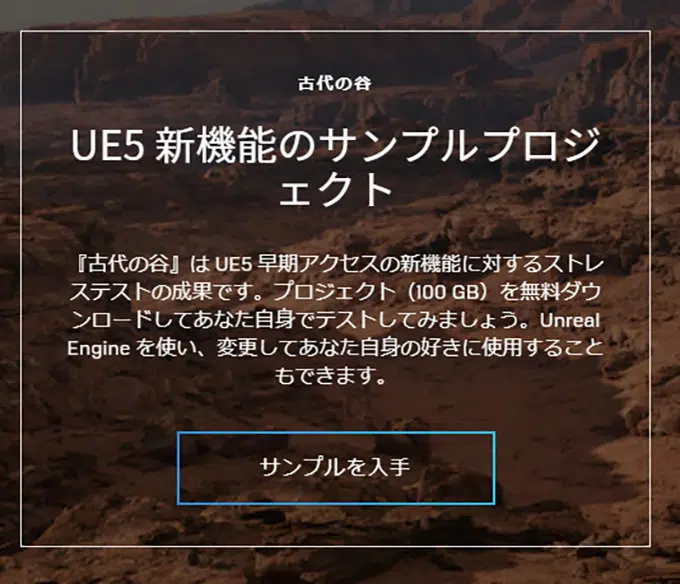 古代の谷
UE5 新機能のサンプルプロジ
ェクト
『古代の谷』は UE5 早期アクセスの新機能に対するストレ
ステストの成果です。プロジェクト（100 GB）を無料ダウ
ンロードしてあなた自身でテストしてみましょう。Unreal
Engine を使い、変更してあなた自身の好きに使用すること
もできます。
サンプルを入手